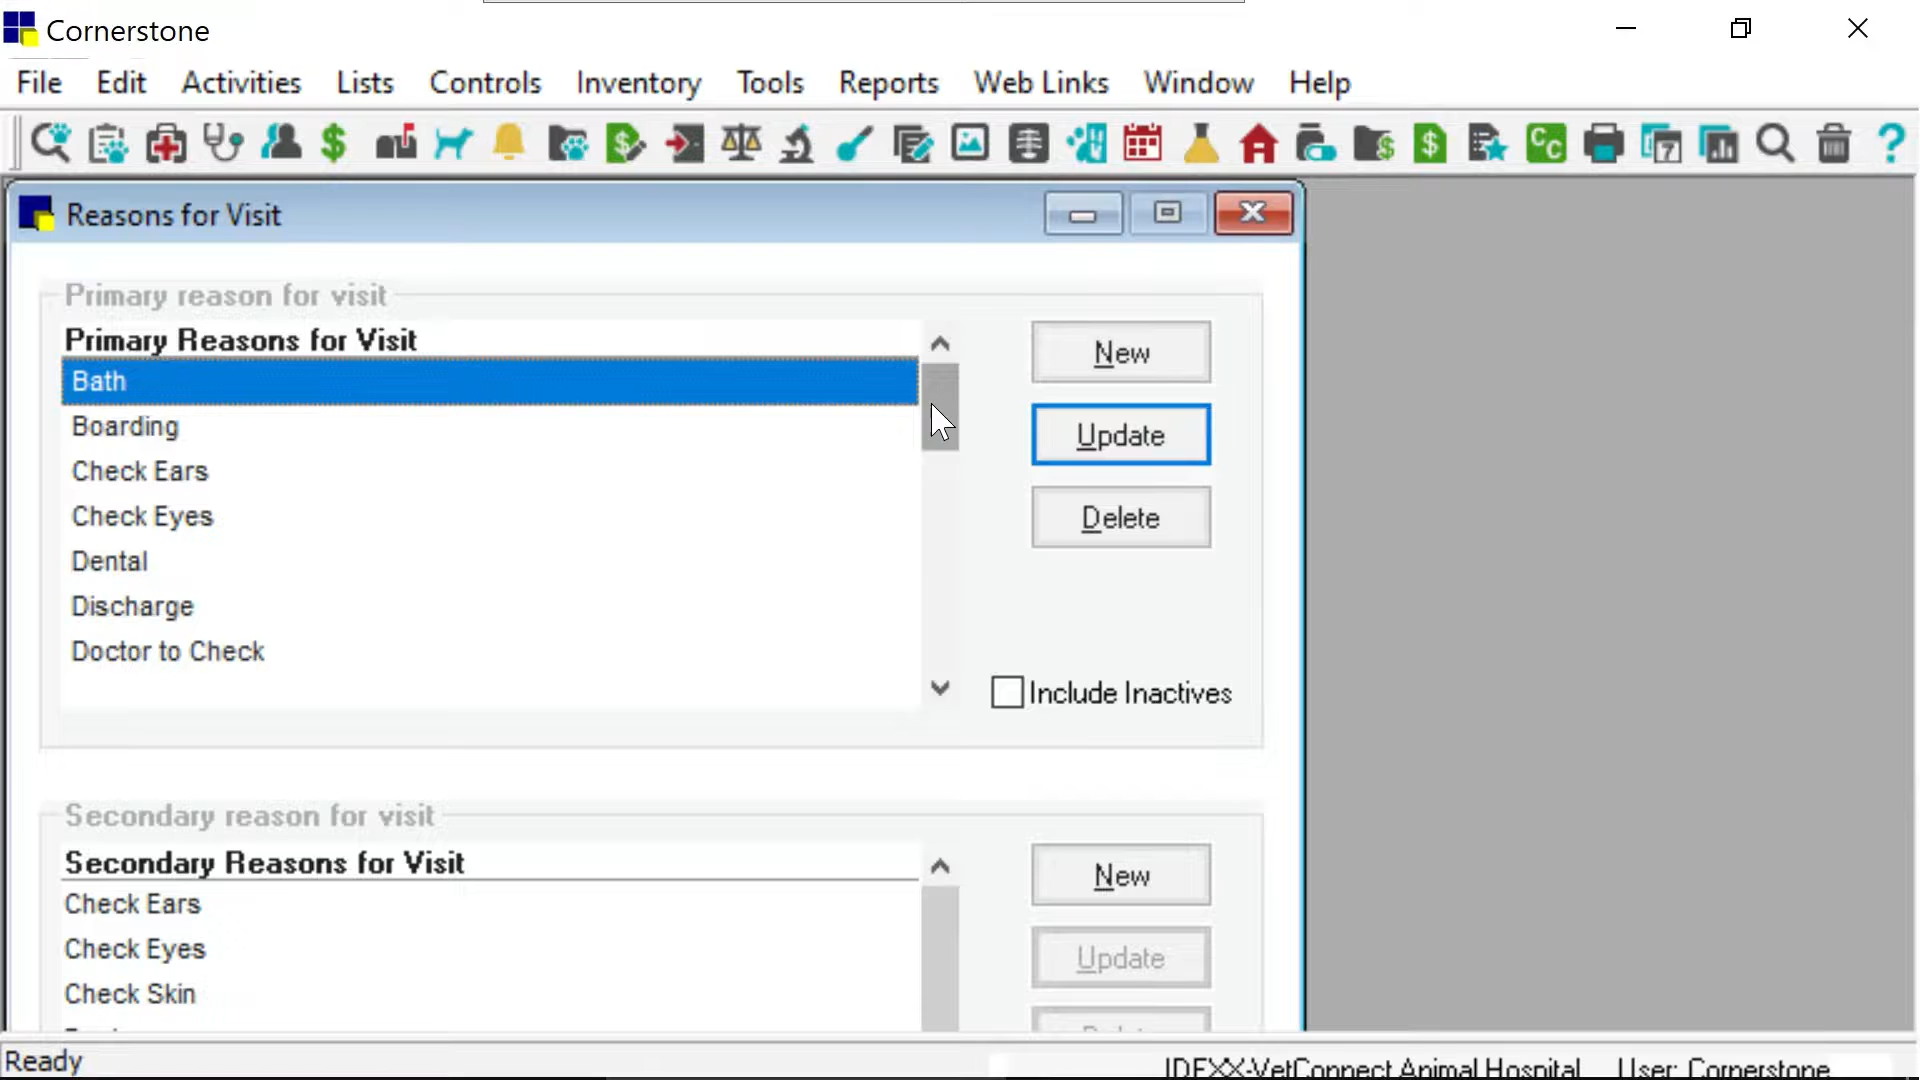 Cornerstone
File Edit Activities Lists Controls Inventory Tools Reports Web Links Window Help
$ $ 7 $ $ CC ?
Reasons for Visit
Primary reason for visit
Primary Reasons for Visit
Bath
Boarding
Check Ears
Check Eyes
Dental
Discharge
Doctor to Check
New
Update
Delete
Include Inactives
Secondary reason for visit
Secondary Reasons for Visit
Check Ears
Check Eyes
Check Skin
New
Update
Ready
IDEXX-VetConnect Animal Hospital User: Cornerstone